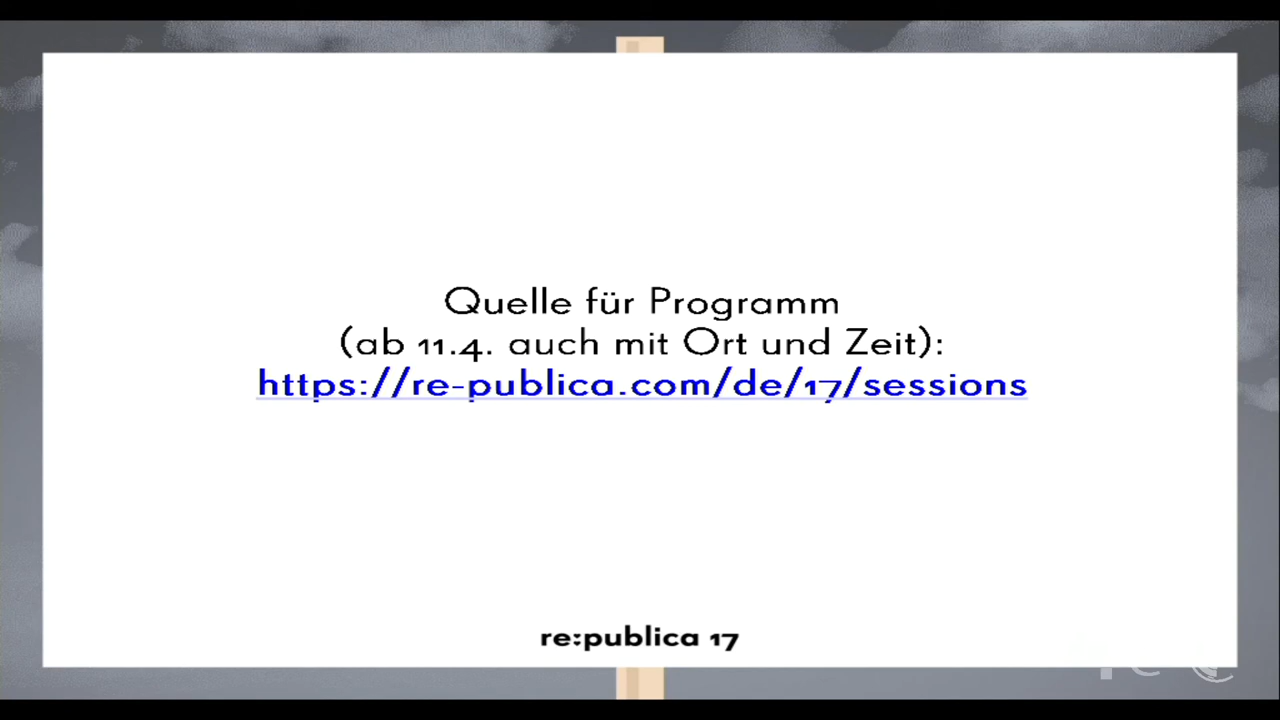 Quelle für Programm
(ab 11.4. auch mit Ort und Zeit):
https://re-publica.com/de/17/sessions
re:publica 17